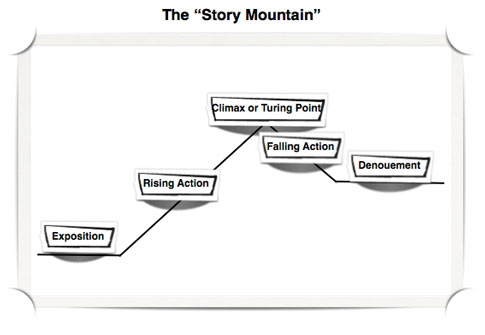 The “Story Mountain”
Climax or Turing Point
Falling Action
Denouement
Rising Action
Exposition